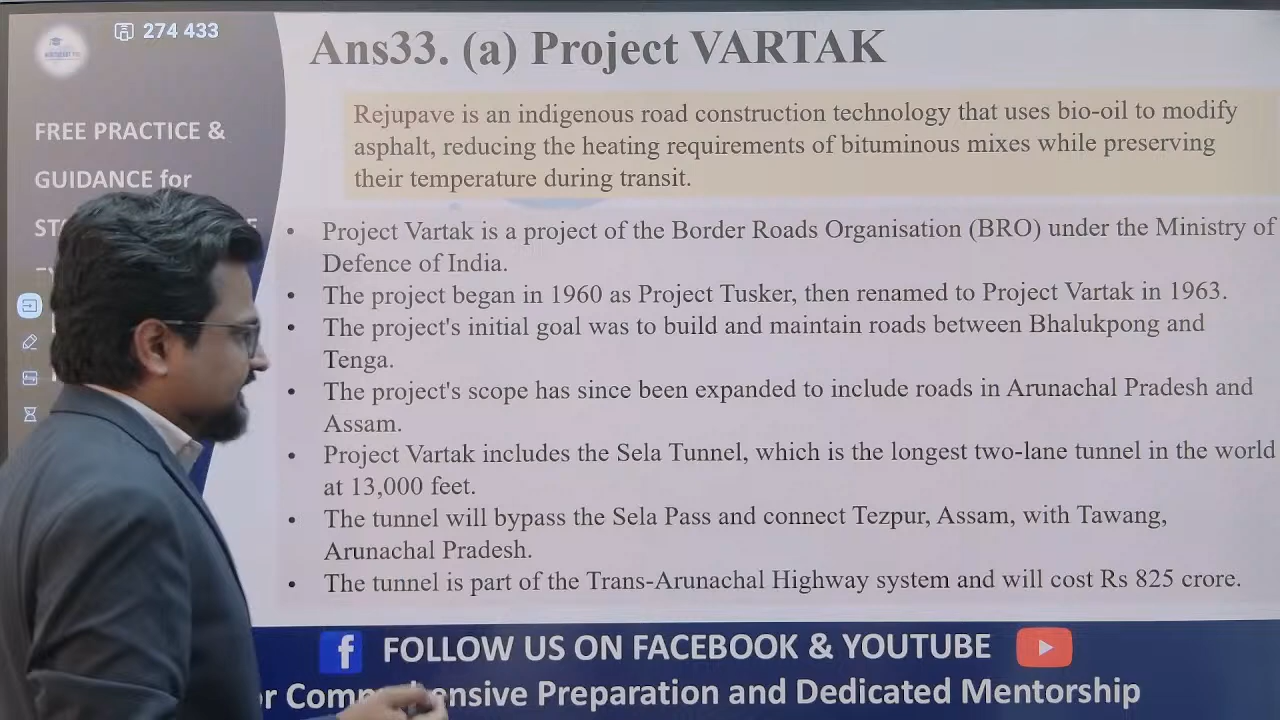 274 433
Ans33. (a) Project VARTAK
FREE PRACTICE &
GUIDANCE for
ST
Rejupave is an indigenous road construction technology that uses bio-oil to modify
asphalt, reducing the heating requirements of bituminous mixes while preserving
their temperature during transit.
• Project Vartak is a project of the Border Roads Organisation (BRO) under the Ministry of
Defence of India.
• The project began in 1960 as Project Tusker, then renamed to Project Vartak in 1963.
• The project's initial goal was to build and maintain roads between Bhalukpong and
Tenga.
• The project's scope has since been expanded to include roads in Arunachal Pradesh and
Assam.
• Project Vartak includes the Sela Tunnel, which is the longest two-lane tunnel in the world
at 13,000 feet.
• The tunnel will bypass the Sela Pass and connect Tezpur, Assam, with Tawang,
Arunachal Pradesh.
• The tunnel is part of the Trans-Arunachal Highway system and will cost Rs 825 crore.
FOLLOW US ON FACEBOOK & YOUTUBE
or Comprehensive Preparation and Dedicated Mentorship